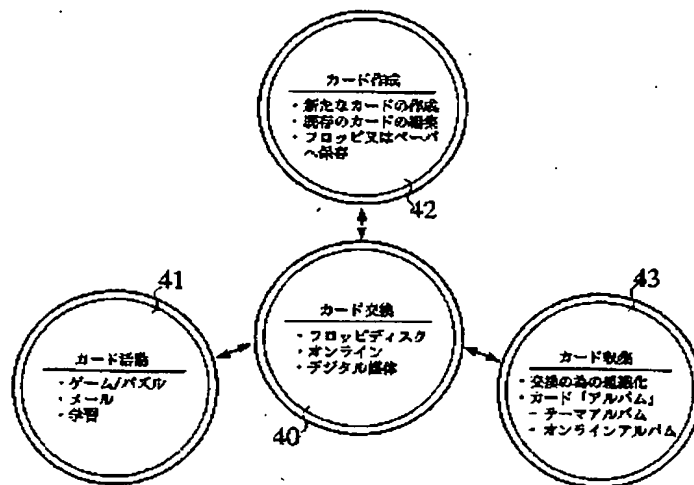 カード作成
・新たなカードの作成
・既存のカードの編集
・フロッピ又はペーパ
へ保存
42
41
43
カード交換
・フロッピディスク
・オンライン
・デジタル媒体
40
カード活動
・ゲーム/パズル
・メール
・学習
カード収集
・交換の為の組織化
・カード「アルバム」
－テーマアルバム
－オンラインアルバム